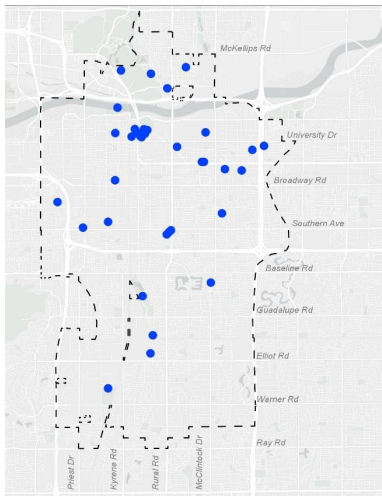 McKellips Rd
University Dr
Broadway Rd
Southern Ave
Baseline Rd
Guadalupe Rd
Elliot Rd
Warner Rd
Ray Rd
Priest Dr
Kyrene Rd
Rural Rd
McClintock Dr